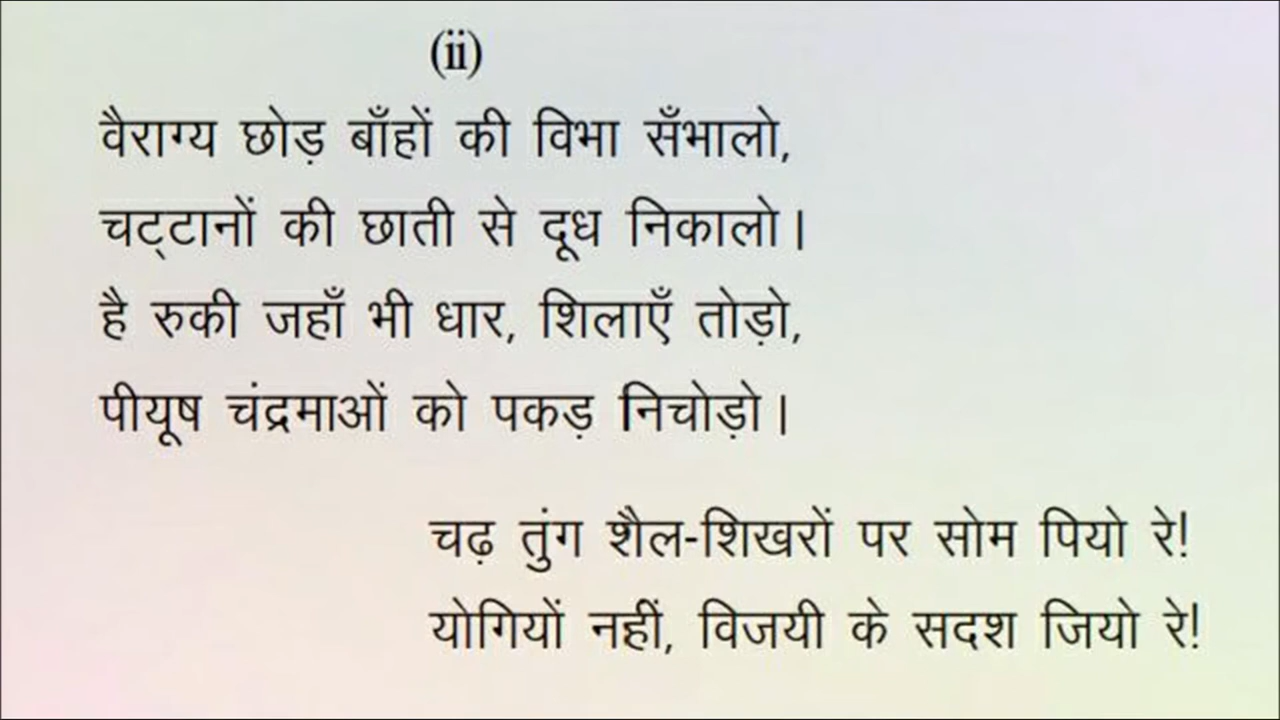 (ii)
वैराग्य छोड़ बाँहों की विभा सँभालो,
चट्‌टानों की छाती से दूध निकालो।
है रुकी जहाँ भी धार, शिलाएँ तोड़ो,
पीयूष चंद्रमाओं को पकड़ निचोड़ो।
चढ़ तुंग शैल-शिखरों पर सोम पियो रे!
योगियों नहीं, विजयी के सदश जियो रे!